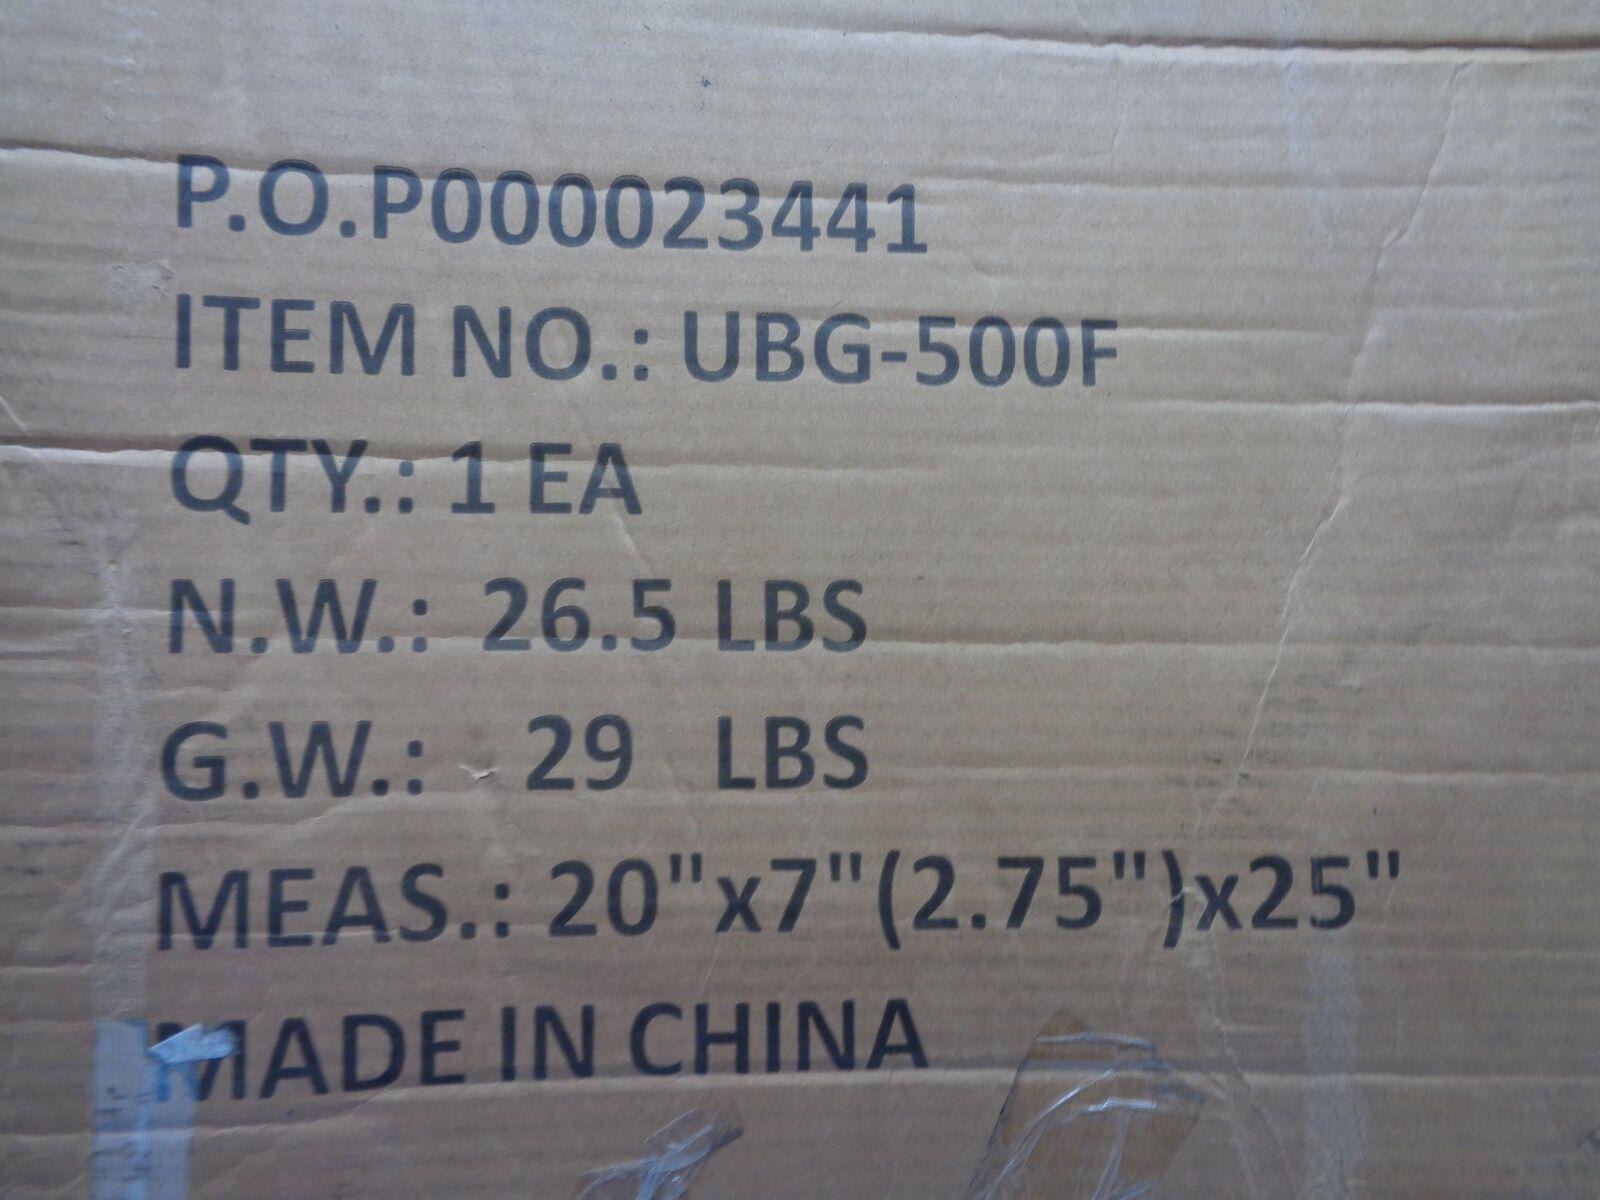 P.O.P000023441
ITEM NO.: UBG-500F
QTY.: 1 EA
N.W.: 26.5 LBS
G.W.: 29 LBS
MEAS.: 20"x7"(2.75")x25"
MADE IN CHINA